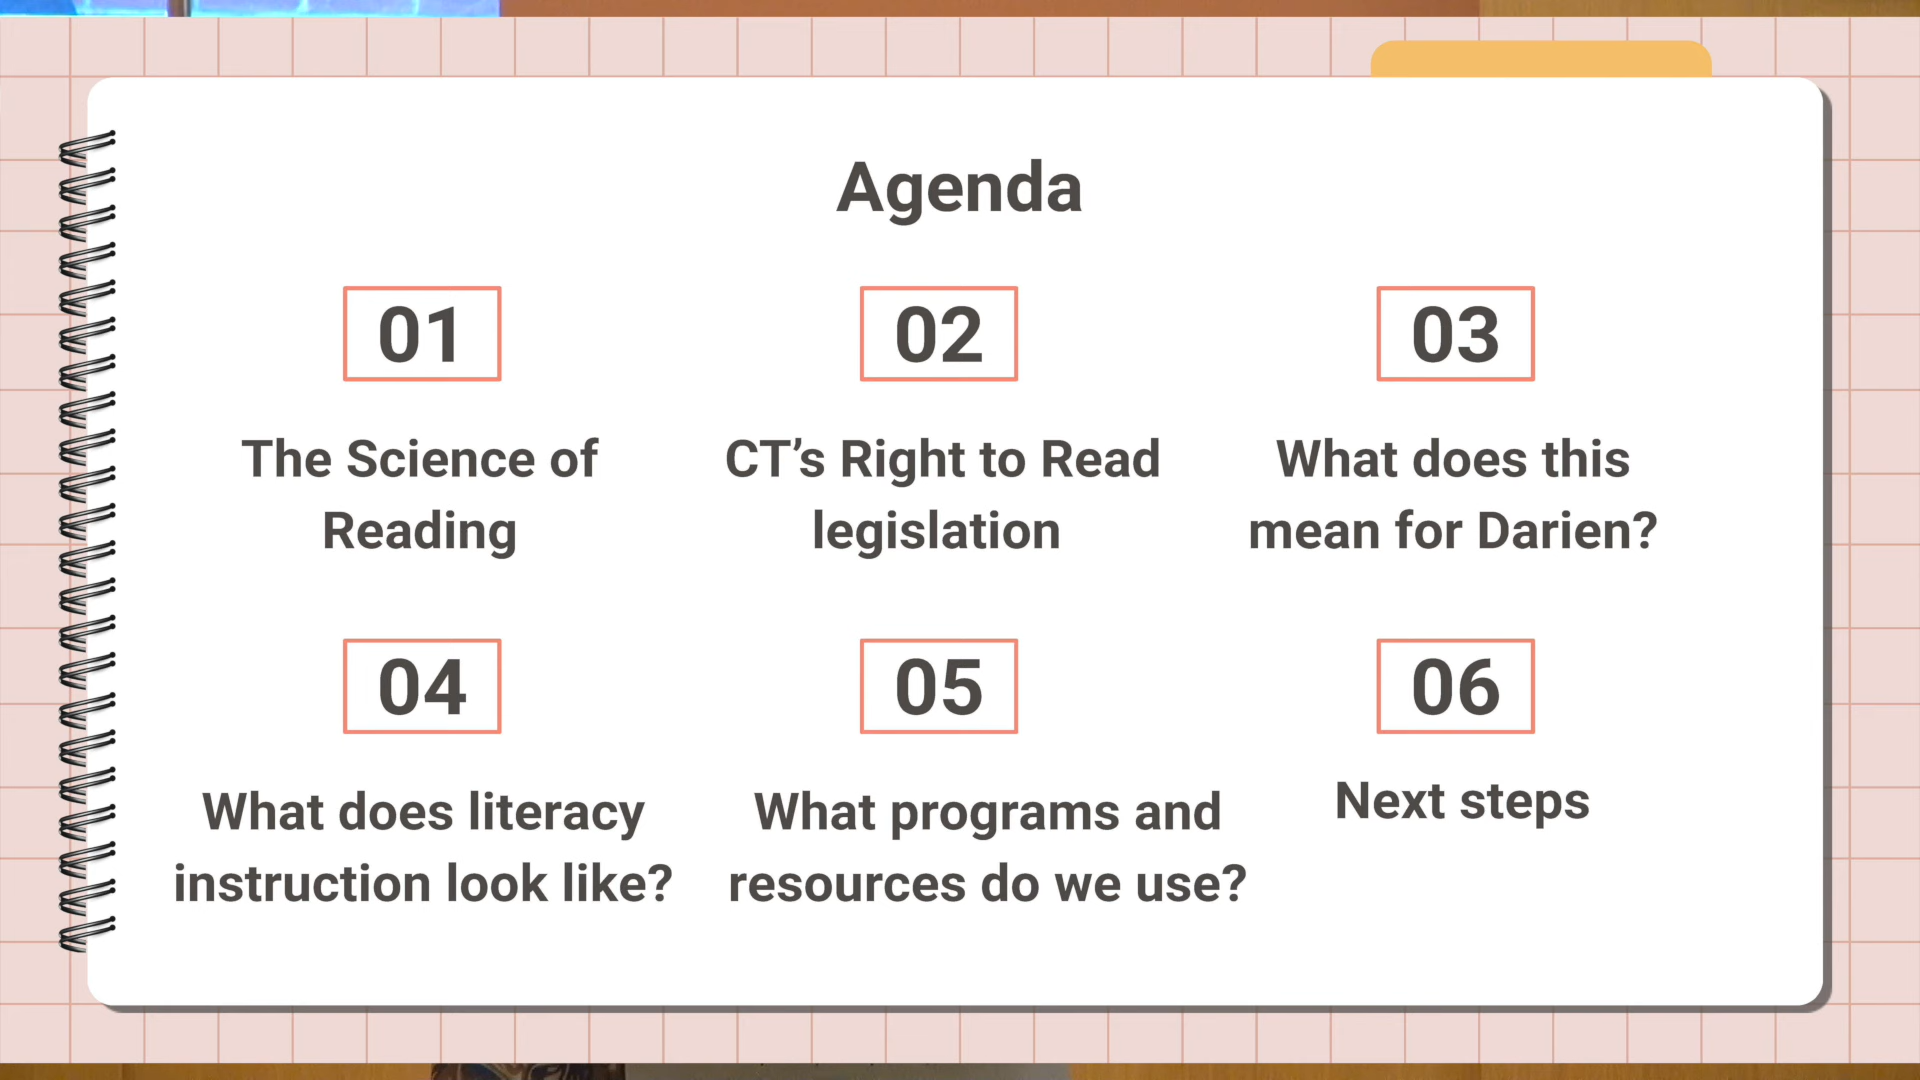 Agenda
01
02
03
The Science of
Reading
CT’s Right to Read
legislation
What does this
mean for Darien?
04
05
06
What does literacy
instruction look like?
What programs and
resources do we use?
Next steps